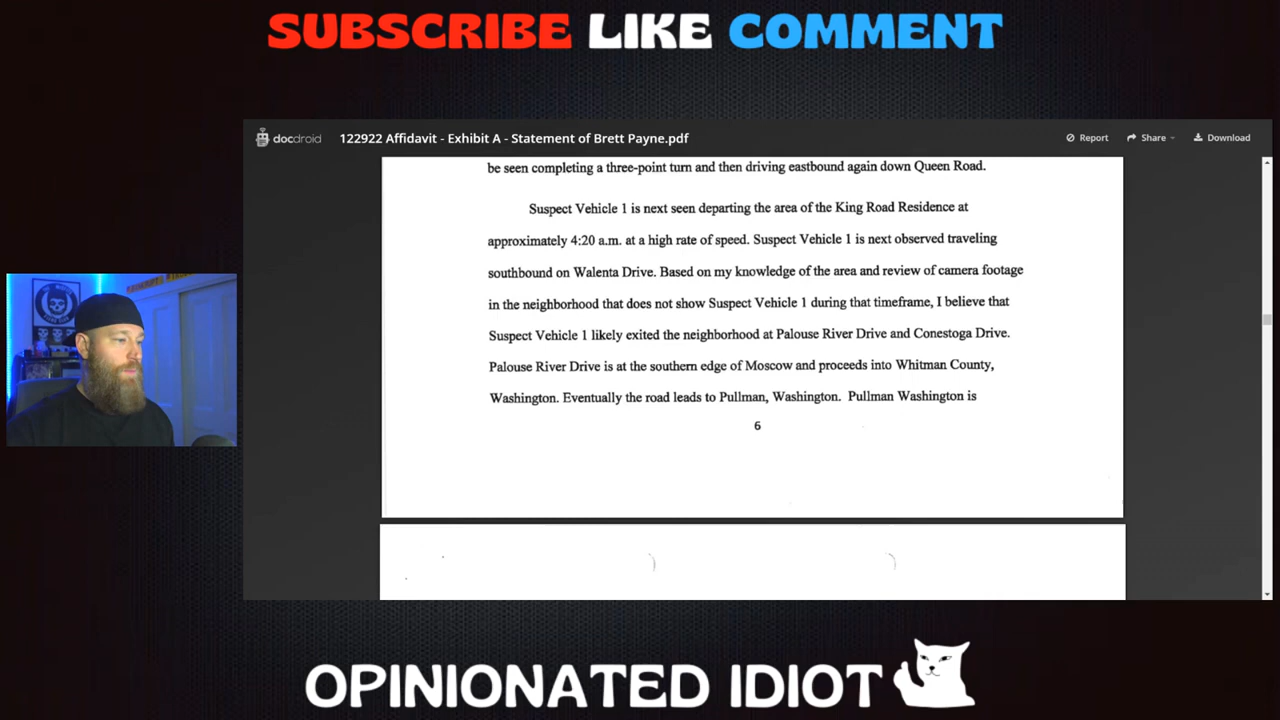 SUBSCRIBE LIKE COMMENT
docdroid
122922 Affidavit - Exhibit A - Statement of Brett Payne.pdf
Report
Share
Download
be seen completing a three-point turn and then driving eastbound again down Queen Road.
Suspect Vehicle 1 is next seen departing the area of the King Road Residence at
approximately 4:20 a.m. at a high rate of speed. Suspect Vehicle 1 is next observed traveling
southbound on Walenta Drive. Based on my knowledge of the area and review of camera footage
in the neighborhood that does not show Suspect Vehicle 1 during that timeframe, I believe that
Suspect Vehicle 1 likely exited the neighborhood at Palouse River Drive and Conestoga Drive.
Palouse River Drive is at the southern edge of Moscow and proceeds into Whitman County,
Washington. Eventually the road leads to Pullman, Washington. Pullman Washington is
6
OPINIONATED IDIOT